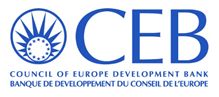 CEB
COUNCIL OF EUROPE DEVELOPMENT BANK
BANQUE DE DEVELOPPEMENT DU CONSEIL DE L'EUROPE